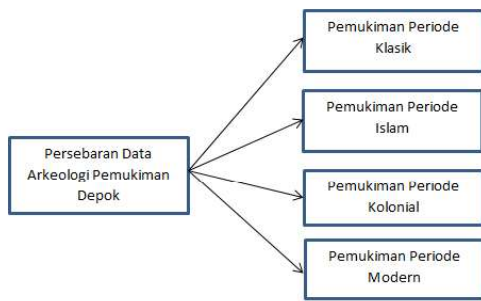 Persebaran Data
Arkeologi Pemukiman
Depok
Pemukiman Periode
Klasik
Pemukiman Periode
Islam
Pemukiman Periode
Kolonial
Pemukiman Periode
Modern